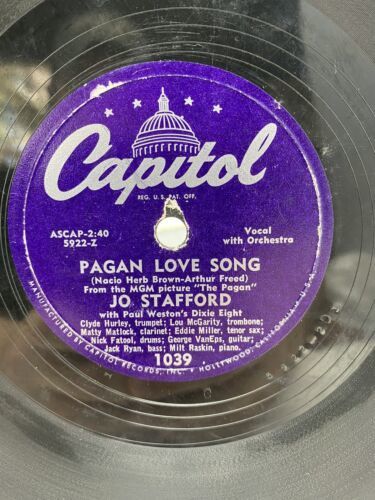 Capitol
REG. U.S. PAT. OFF.
ASCAP-2:40
5922-Z
Vocal
with Orchestra
PAGAN LOVE SONG
(Nacio Herb Brown-Arthur Freed)
From the MGM picture "The Pagan"
JO STAFFORD
with Paul Weston's Dixie Eight
Clyde Hurley, trumpet; Lou McGarity, trombone;
Matty Matlock, clarinet; Eddie Miller, tenor sax;
Nick Fatool, drums; George VanEps, guitar;
Jack Ryan, bass; Milt Raskin, piano.
1039
MANUFACTURED BY CAPITOL RECORDS, INC. • HOLLYWOOD, CALIFORNIA, U.S.A.